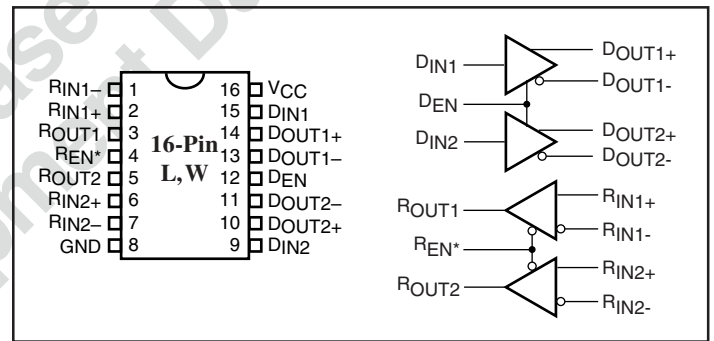 RIN1– 1 16 VCC
RIN1+ 2 15 DIN1
ROUT1 3 14 DOUT1+
REN* 4 13 DOUT1–
ROUT2 5 12 DEN
RIN2+ 6 11 DOUT2–
RIN2– 7 10 DOUT2+
GND 8 9 DIN2
16-Pin
L, W
DIN1
DOUT1+
DOUT1-
DEN
DIN2
DOUT2+
DOUT2-
ROUT1
RIN1+
RIN1-
REN*
ROUT2
RIN2+
RIN2-